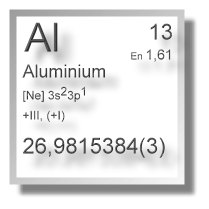 Al 13
En 1,61
Aluminium
[Ne] 3s²3p¹
+III, (+I)
26,9815384(3)